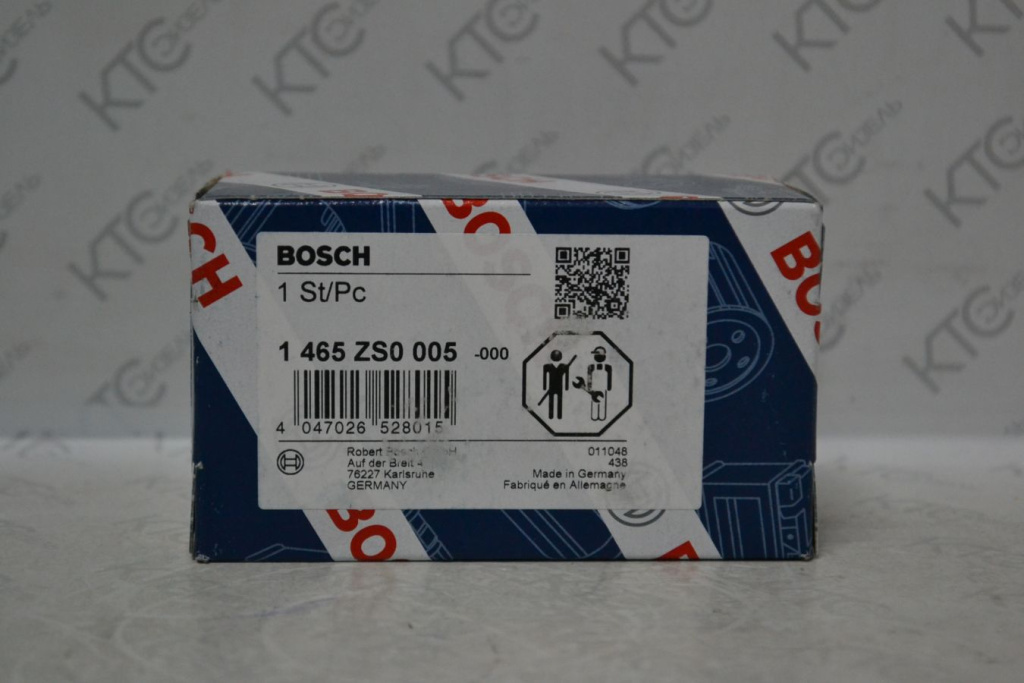 BOSCH
1 St/Pc
1 465 ZS0 005 -000
4 047026 528015
Robert
Auf der Breit 4
76227 Karlsruhe
GERMANY
011048
438
Made in Germany
Fabriqué en Allemagne